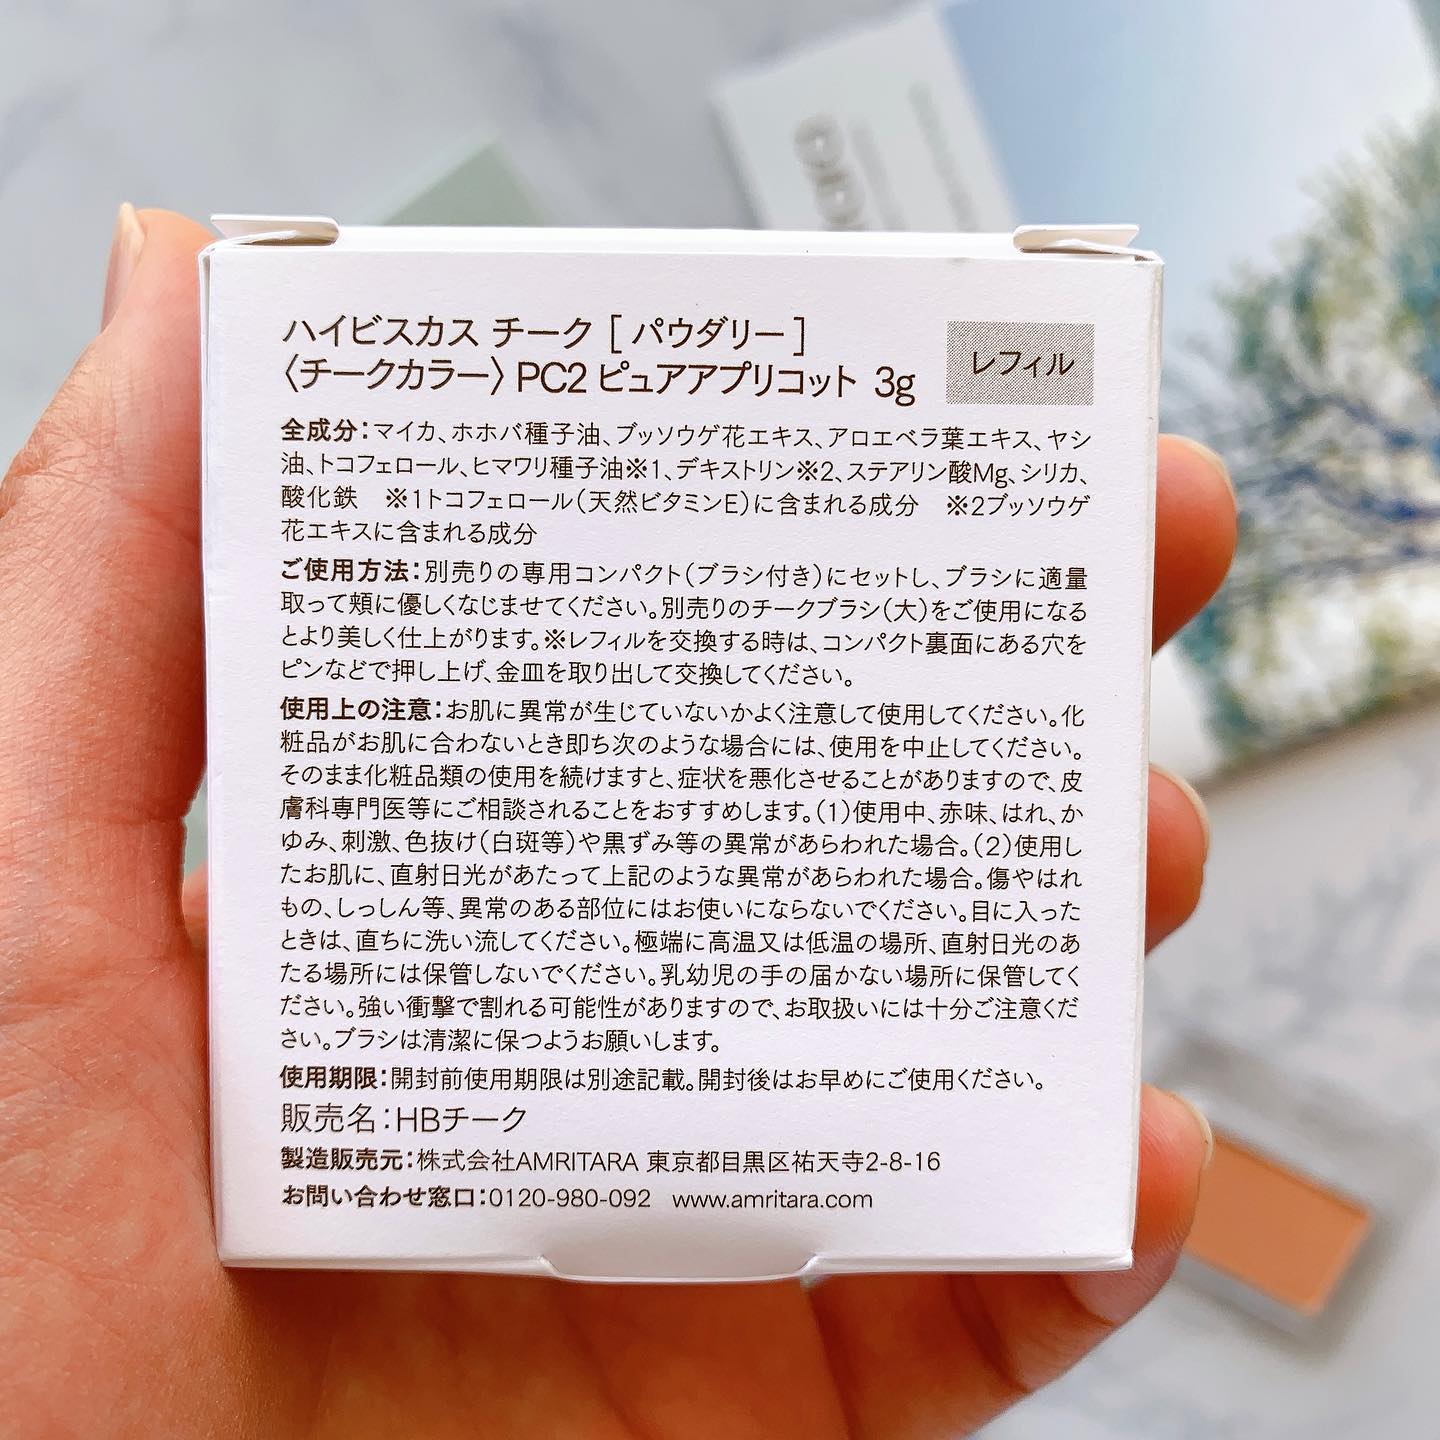 ハイビスカス チーク [ パウダリー ]
〈チークカラー〉 PC2 ピュアアプリコット 3g
レフィル
全成分：マイカ、ホホバ種子油、ブッソウゲ花エキス、アロエベラ葉エキス、ヤシ
油、トコフェロール、ヒマワリ種子油※1、デキストリン※2、ステアリン酸Mg、シリカ、
酸化鉄　※1トコフェロール（天然ビタミンE）に含まれる成分　※2ブッソウゲ
花エキスに含まれる成分
ご使用方法：別売りの専用コンパクト（ブラシ付き）にセットし、ブラシに適量
取って頬に優しくなじませてください。別売りのチークブラシ（大）をご使用になる
とより美しく仕上がります。※レフィルを交換する時は、コンパクト裏面にある穴を
ピンなどで押し上げ、金皿を取り出して交換してください。
使用上の注意：お肌に異常が生じていないかよく注意して使用してください。化
粧品がお肌に合わないとき即ち次のような場合には、使用を中止してください。
そのまま化粧品類の使用を続けますと、症状を悪化させることがありますので、皮
膚科専門医等にご相談されることをおすすめします。（1）使用中、赤味、はれ、か
ゆみ、刺激、色抜け（白斑等）や黒ずみ等の異常があらわれた場合。（2）使用し
たお肌に、直射日光があたって上記のような異常があらわれた場合。傷やはれ
もの、しっしん等、異常のある部位にはお使いにならないでください。目に入った
ときは、直ちに洗い流してください。極端に高温又は低温の場所、直射日光のあ
たる場所には保管しないでください。乳幼児の手の届かない場所に保管してく
ださい。強い衝撃で割れる可能性がありますので、お取扱いには十分ご注意くだ
さい。ブラシは清潔に保つようお願いします。
使用期限：開封前使用期限は別途記載。開封後はお早めにご使用ください。
販売名：HBチーク
製造販売元：株式会社AMRITARA 東京都目黒区祐天寺2-8-16
お問い合わせ窓口：0120-980-092　www.amritara.com